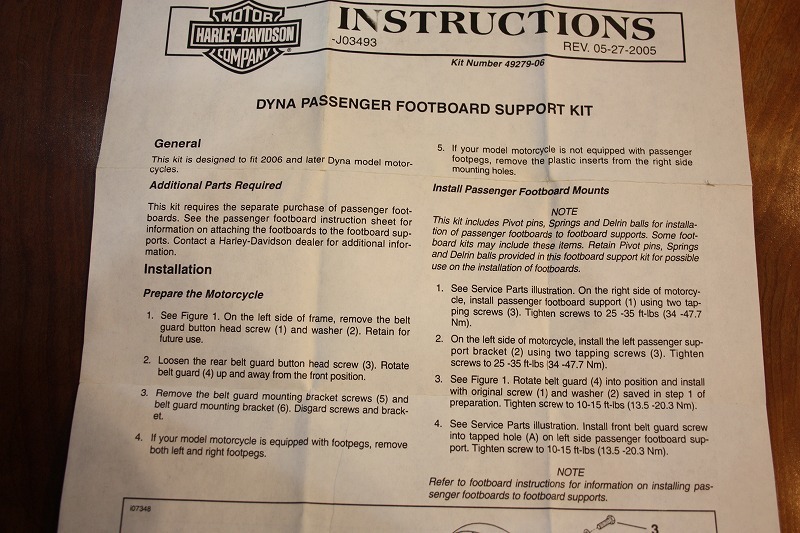 MOTOR
HARLEY-DAVIDSON
COMPANY
®
INSTRUCTIONS
-J03493
REV. 05-27-2005
Kit Number 49279-06
DYNA PASSENGER FOOTBOARD SUPPORT KIT
General
This kit is designed to fit 2006 and later Dyna model motor-
cycles.
Additional Parts Required
This kit requires the separate purchase of passenger foot-
boards. See the passenger footboard instruction sheet for
information on attaching the footboards to the footboard sup-
ports. Contact a Harley-Davidson dealer for additional infor-
mation.
Installation
Prepare the Motorcycle
1. See Figure 1. On the left side of frame, remove the belt
guard button head screw (1) and washer (2). Retain for
future use.
2. Loosen the rear belt guard button head screw (3). Rotate
belt guard (4) up and away from the front position.
3. Remove the belt guard mounting bracket screws (5) and
belt guard mounting bracket (6). Disgard screws and brack-
et.
4. If your model motorcycle is equipped with footpegs, remove
both left and right footpegs.
5. If your model motorcycle is not equipped with passenger
footpegs, remove the plastic inserts from the right side
mounting holes.
Install Passenger Footboard Mounts
NOTE
This kit includes Pivot pins, Springs and Delrin balls for installa-
tion of passenger footboards to footboard supports. Some foot-
board kits may include these items. Retain Pivot pins, Springs
and Delrin balls provided in this footboard support kit for possible
use on the installation of footboards.
1. See Service Parts illustration. On the right side of motorcy-
cle, install passenger footboard support (1) using two tap-
ping screws (3). Tighten screws to 25 -35 ft-lbs (34 -47.7
Nm).
2. On the left side of motorcycle, install the left passenger sup-
port bracket (2) using two tapping screws (3). Tighten
screws to 25 -35 ft-lbs (34 -47.7 Nm).
3. See Figure 1. Rotate belt guard (4) into position and install
with original screw (1) and washer (2) saved in step 1 of
preparation. Tighten screw to 10-15 ft-lbs (13.5 -20.3 Nm).
4. See Service Parts illustration. Install front belt guard screw
into tapped hole (A) on left side passenger footboard sup-
port. Tighten screw to 10-15 ft-lbs (13.5 -20.3 Nm).
NOTE
Refer to footboard instructions for information on installing pas-
senger footboards to footboard supports.
i07348
3